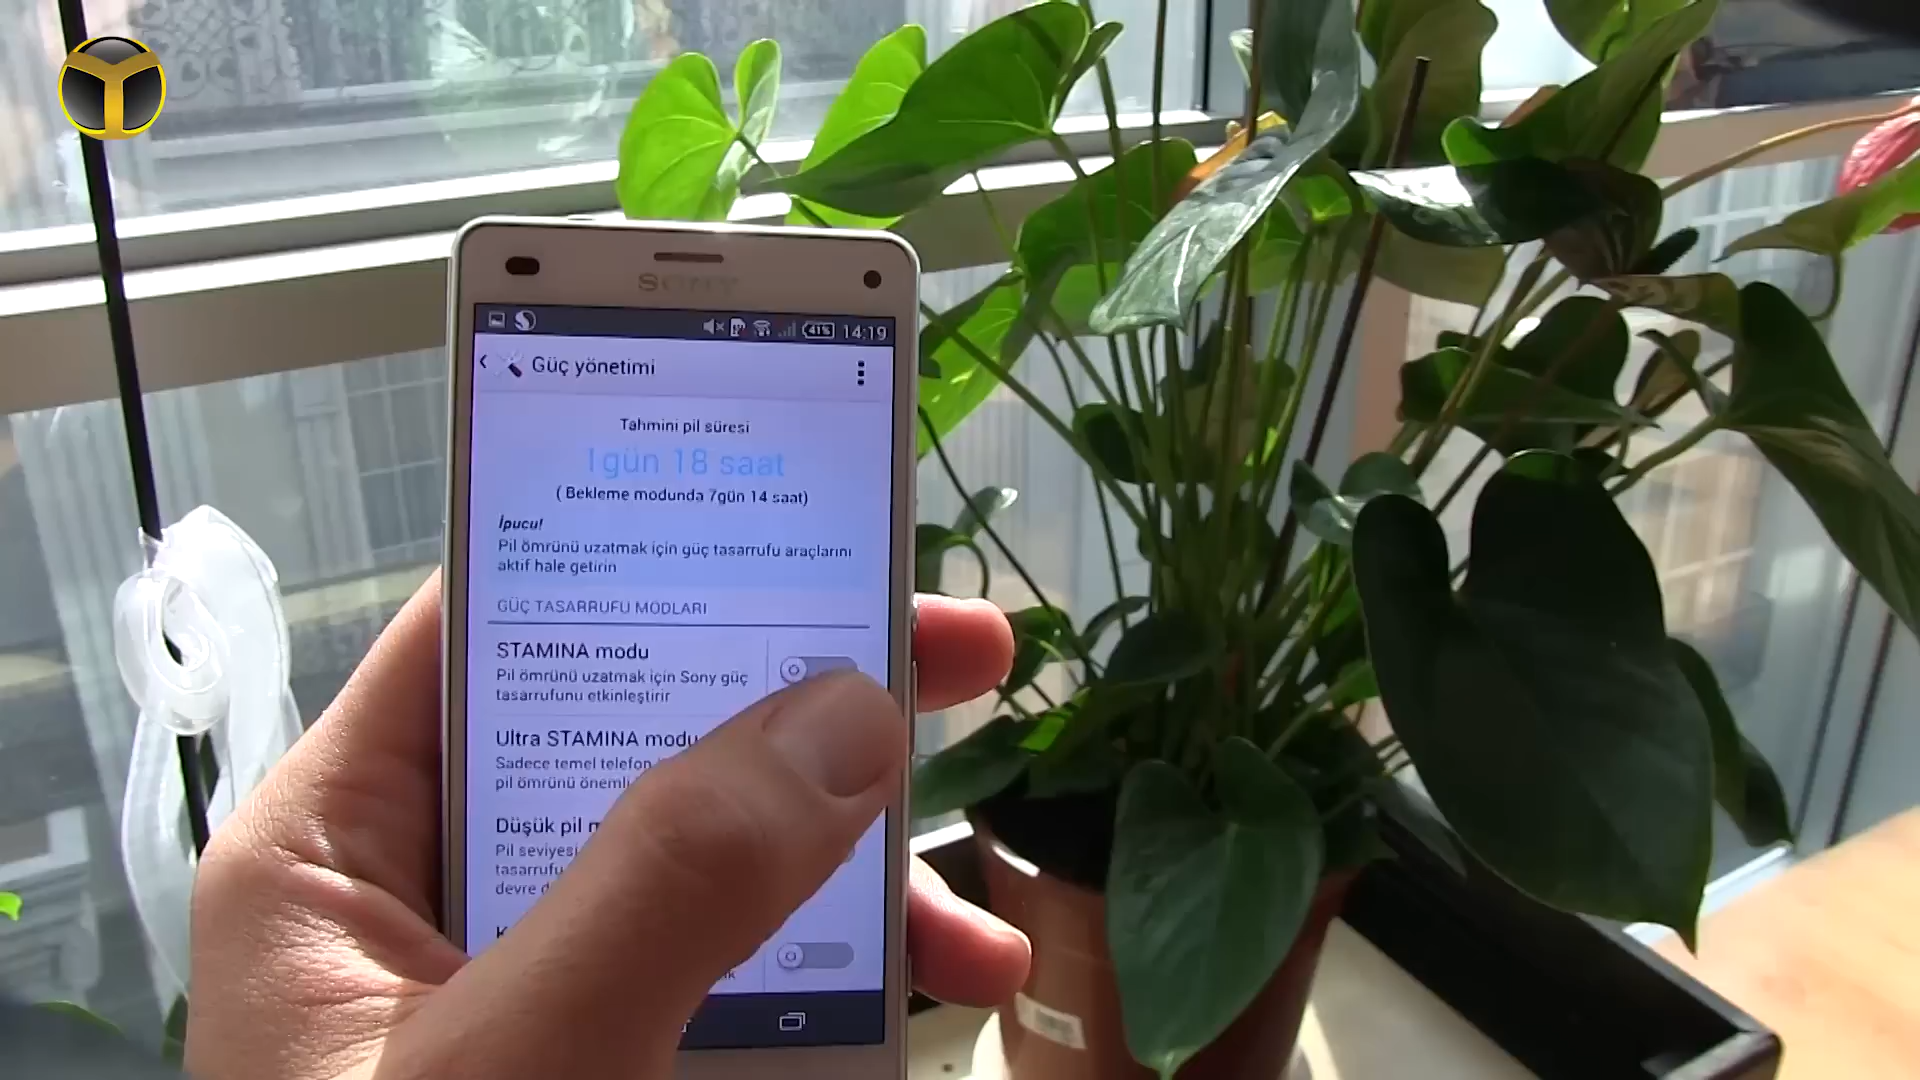 SONY
41% 14:19
Güç yönetimi
Tahmini pil süresi
1gün 18 saat
( Bekleme modunda 7gün 14 saat)
İpucu!
Pil ömrünü uzatmak için güç tasarrufu araçlarını
aktif hale getirin
GÜÇ TASARRUFU MODLARI
STAMINA modu
Pil ömrünü uzatmak için Sony güç
tasarrufunu etkinleştirir
Ultra STAMINA modu
Sadece temel telefon
pil ömrünü önemli
Düşük pil
Pil seviyesi
tasarrufu
devre